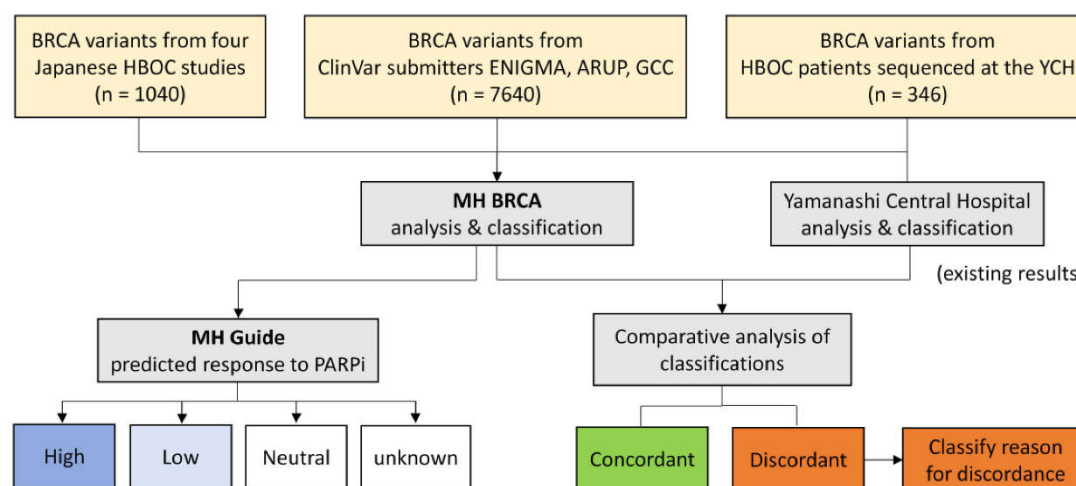 BRCA variants from four
Japanese HBOC studies
(n = 1040)
BRCA variants from
ClinVar submitters ENIGMA, ARUP, GCC
(n = 7640)
BRCA variants from
HBOC patients sequenced at the YCH
(n = 346)
MH BRCA
analysis & classification
Yamanashi Central Hospital
analysis & classification
(existing results
MH Guide
predicted response to PARPi
Comparative analysis of
classifications
High
Low
Neutral
unknown
Concordant
Discordant
Classify reason
for discordance